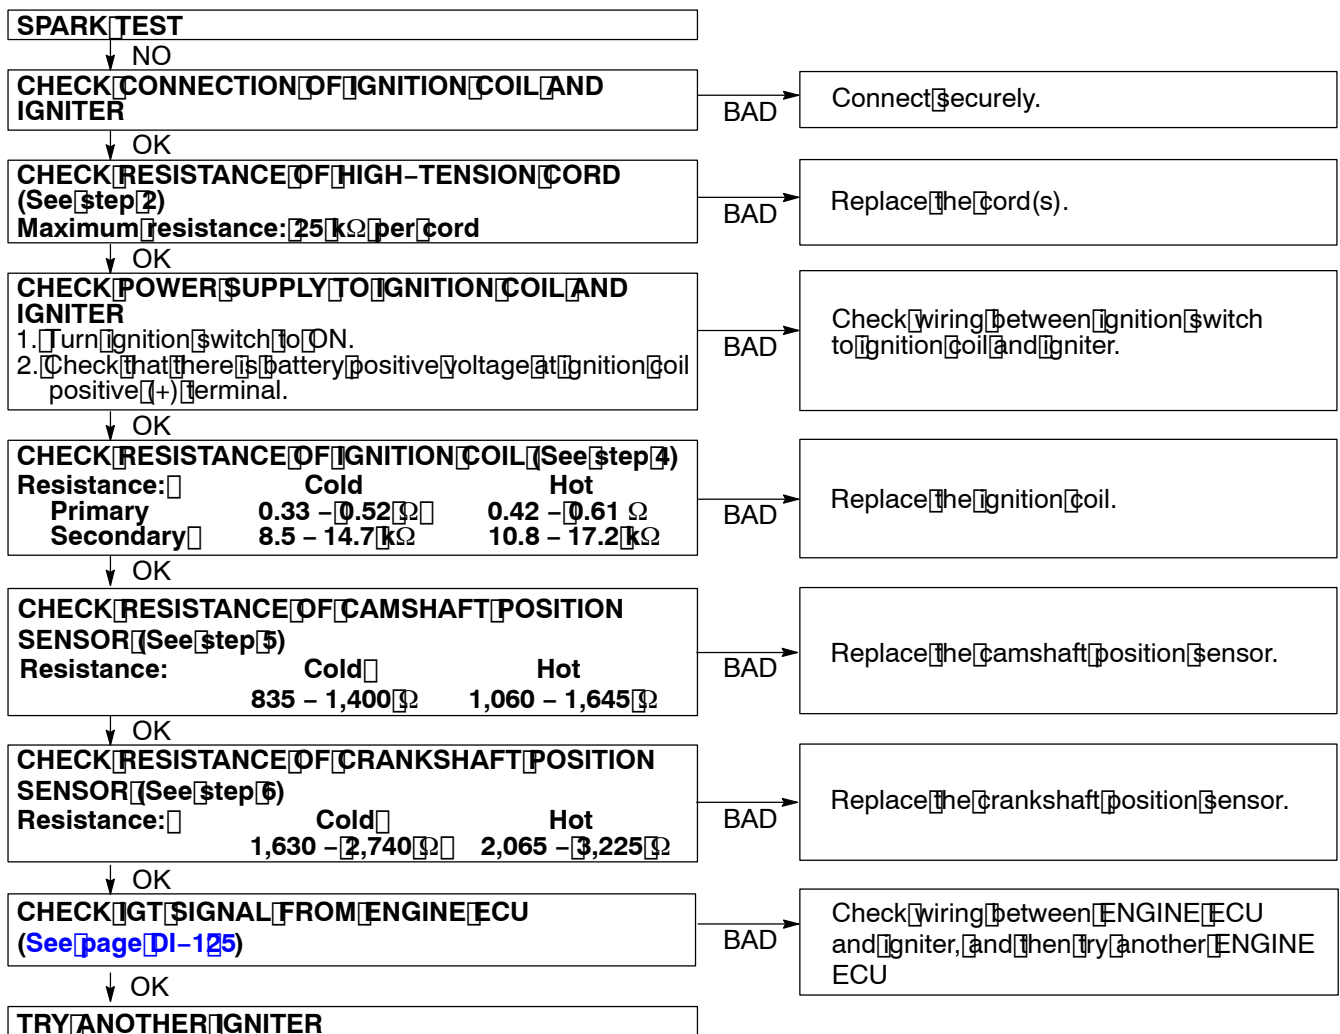 SPARK TEST
NO
CHECK CONNECTION OF IGNITION COIL AND
IGNITER
BAD
Connect securely.
OK
CHECK RESISTANCE OF HIGH–TENSION CORD
(See step 2)
Maximum resistance: 25 kΩ per cord
BAD
Replace the cord(s).
OK
CHECK POWER SUPPLY TO IGNITION COIL AND
IGNITER
1. Turn ignition switch to ON.
2. Check that there is battery positive voltage at ignition coil
positive (+) terminal.
BAD
Check wiring between ignition switch
to ignition coil and igniter.
OK
CHECK RESISTANCE OF IGNITION COIL (See step 4)
Resistance: Cold Hot
Primary 0.33 – 0.52 Ω 0.42 – 0.61 Ω
Secondary 8.5 – 14.7 kΩ 10.8 – 17.2 kΩ
BAD
Replace the ignition coil.
OK
CHECK RESISTANCE OF CAMSHAFT POSITION
SENSOR (See step 5)
Resistance: Cold Hot
835 – 1,400 Ω 1,060 – 1,645 Ω
BAD
Replace the camshaft position sensor.
OK
CHECK RESISTANCE OF CRANKSHAFT POSITION
SENSOR (See step 6)
Resistance: Cold Hot
1,630 – 2,740 Ω 2,065 – 3,225 Ω
BAD
Replace the crankshaft position sensor.
OK
CHECK IGT SIGNAL FROM ENGINE ECU
(See page DI–125)
BAD
Check wiring between ENGINE ECU
and igniter, and then try another ENGINE
ECU
OK
TRY ANOTHER IGNITER